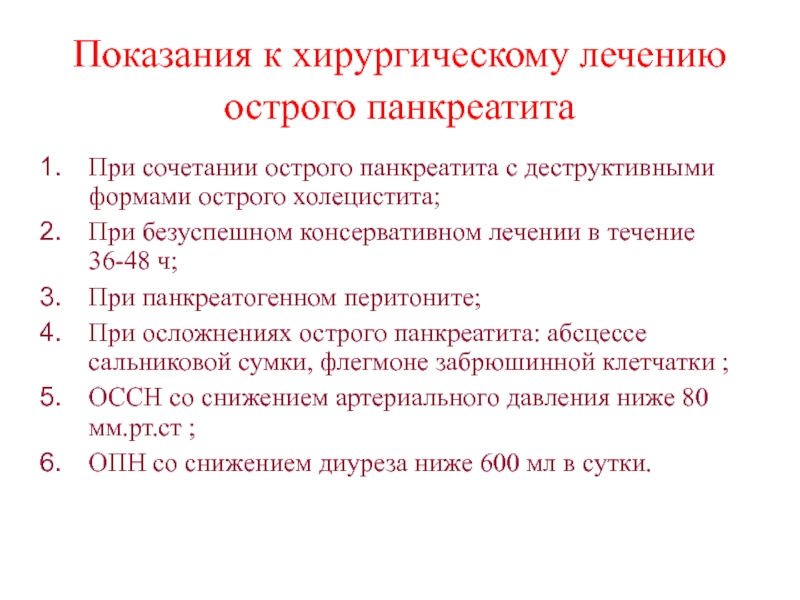 Показания к хирургическому лечению
острого панкреатита
1. При сочетании острого панкреатита с деструктивными
формами острого холецистита;
2. При безуспешном консервативном лечении в течение
36-48 ч;
3. При панкреатогенном перитоните;
4. При осложнениях острого панкреатита: абсцессе
сальниковой сумки, флегмоне забрюшинной клетчатки ;
5. ОССН со снижением артериального давления ниже 80
мм.рт.ст ;
6. ОПН со снижением диуреза ниже 600 мл в сутки.